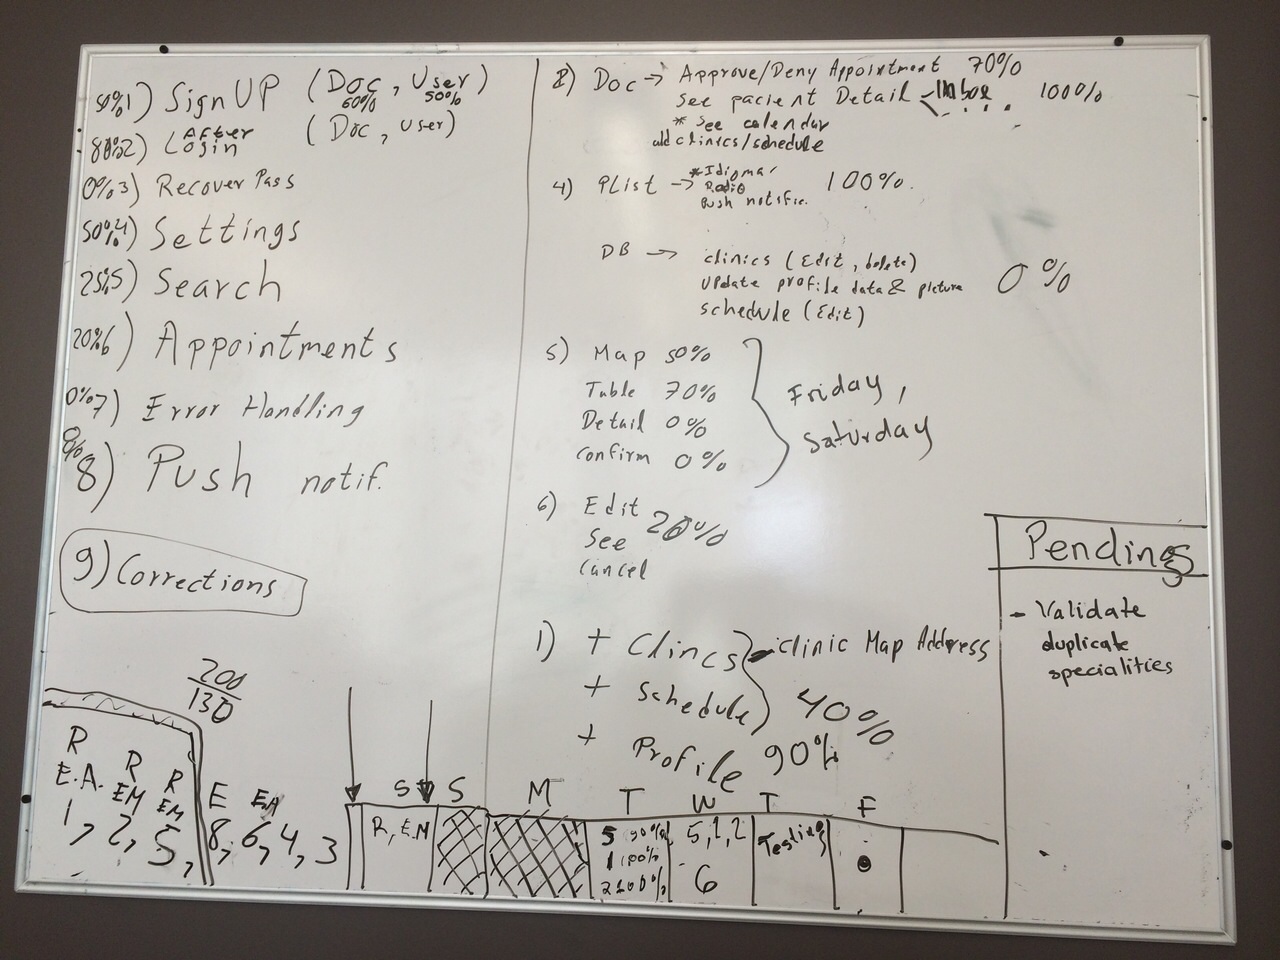 50% 1) Sign UP (Doc, User)
60% 50%
80% 2) After Login (Doc, user)
0% 3) Recover Pass
50% 4) Settings
25% 5) Search
20% 6) Appointments
0% 7) Error Handling
0% 8) Push notif.
9) Corrections
200
130
R
E.A.
R
EM
R
EM
E
EA
1, 2, 5, 8, 6, 4, 3
2) Doc → Approve/Deny Appointment 70%
See pacient Detail Inbox 100%
* See calendar
add clinics/schedule
4) PList → * Idiomas 100%.
Radio
Push notific.
DB → clinics (Edit, Delete)
Update profile data & picture 0%
schedule (Edit)
5) Map 50%
Table 70%
Detail 0%
confirm 0%
Friday,
Saturday
6) Edit
See 20%
cancel
1) + Clincs clinic Map Address
+ Schedule 40%
+ Profile 90%
Pendings
- Validate
duplicate
specialities
S S M T W T F
R, EM
5 90%
1 100%
2 100%
5, 1, 2
6
Testing